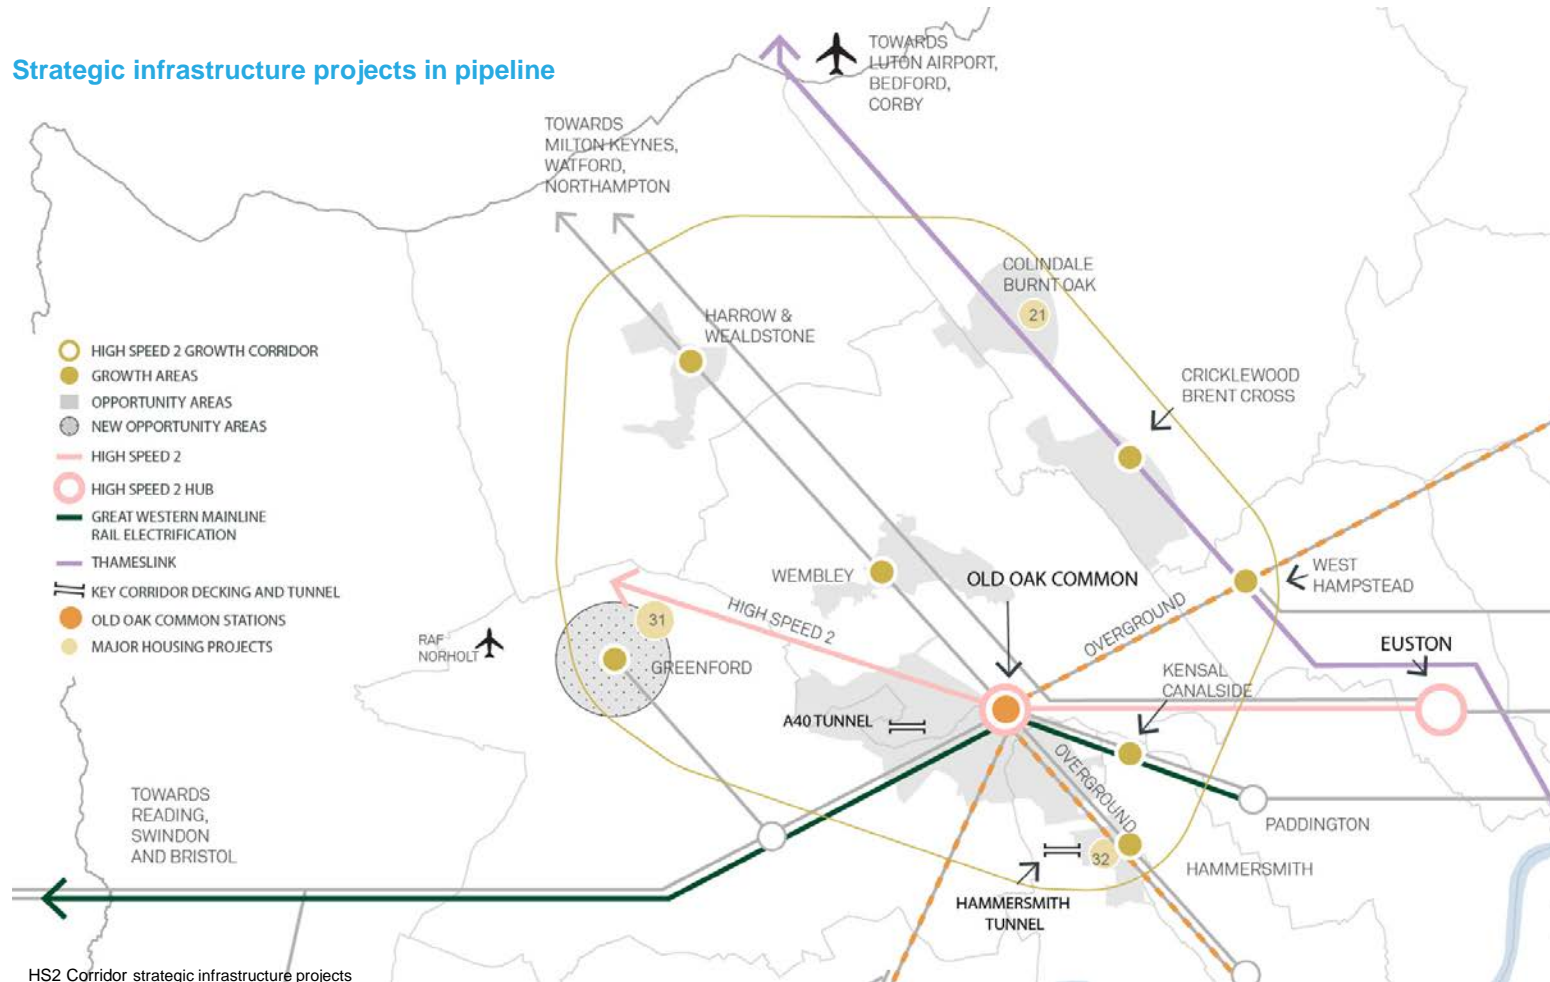 Strategic infrastructure projects in pipeline
TOWARDS
LUTON AIRPORT,
BEDFORD,
CORBY
TOWARDS
MILTON KEYNES,
WATFORD,
NORTHAMPTON
COLINDALE
BURNT OAK
21
HARROW &
WEALDSTONE
HIGH SPEED 2 GROWTH CORRIDOR
GROWTH AREAS
OPPORTUNITY AREAS
NEW OPPORTUNITY AREAS
HIGH SPEED 2
HIGH SPEED 2 HUB
GREAT WESTERN MAINLINE
RAIL ELECTRIFICATION
THAMESLINK
KEY CORRIDOR DECKING AND TUNNEL
OLD OAK COMMON STATIONS
MAJOR HOUSING PROJECTS
CRICKLEWOOD
BRENT CROSS
WEMBLEY
OLD OAK COMMON
WEST
HAMPSTEAD
HIGH SPEED 2
OVERGROUND
31
RAF
NORHOLT
GREENFORD
EUSTON
KENSAL
CANALSIDE
A40 TUNNEL
OVERGROUND
TOWARDS
READING,
SWINDON
AND BRISTOL
PADDINGTON
32
HAMMERSMITH
HAMMERSMITH
TUNNEL
HS2 Corridor strategic infrastructure projects